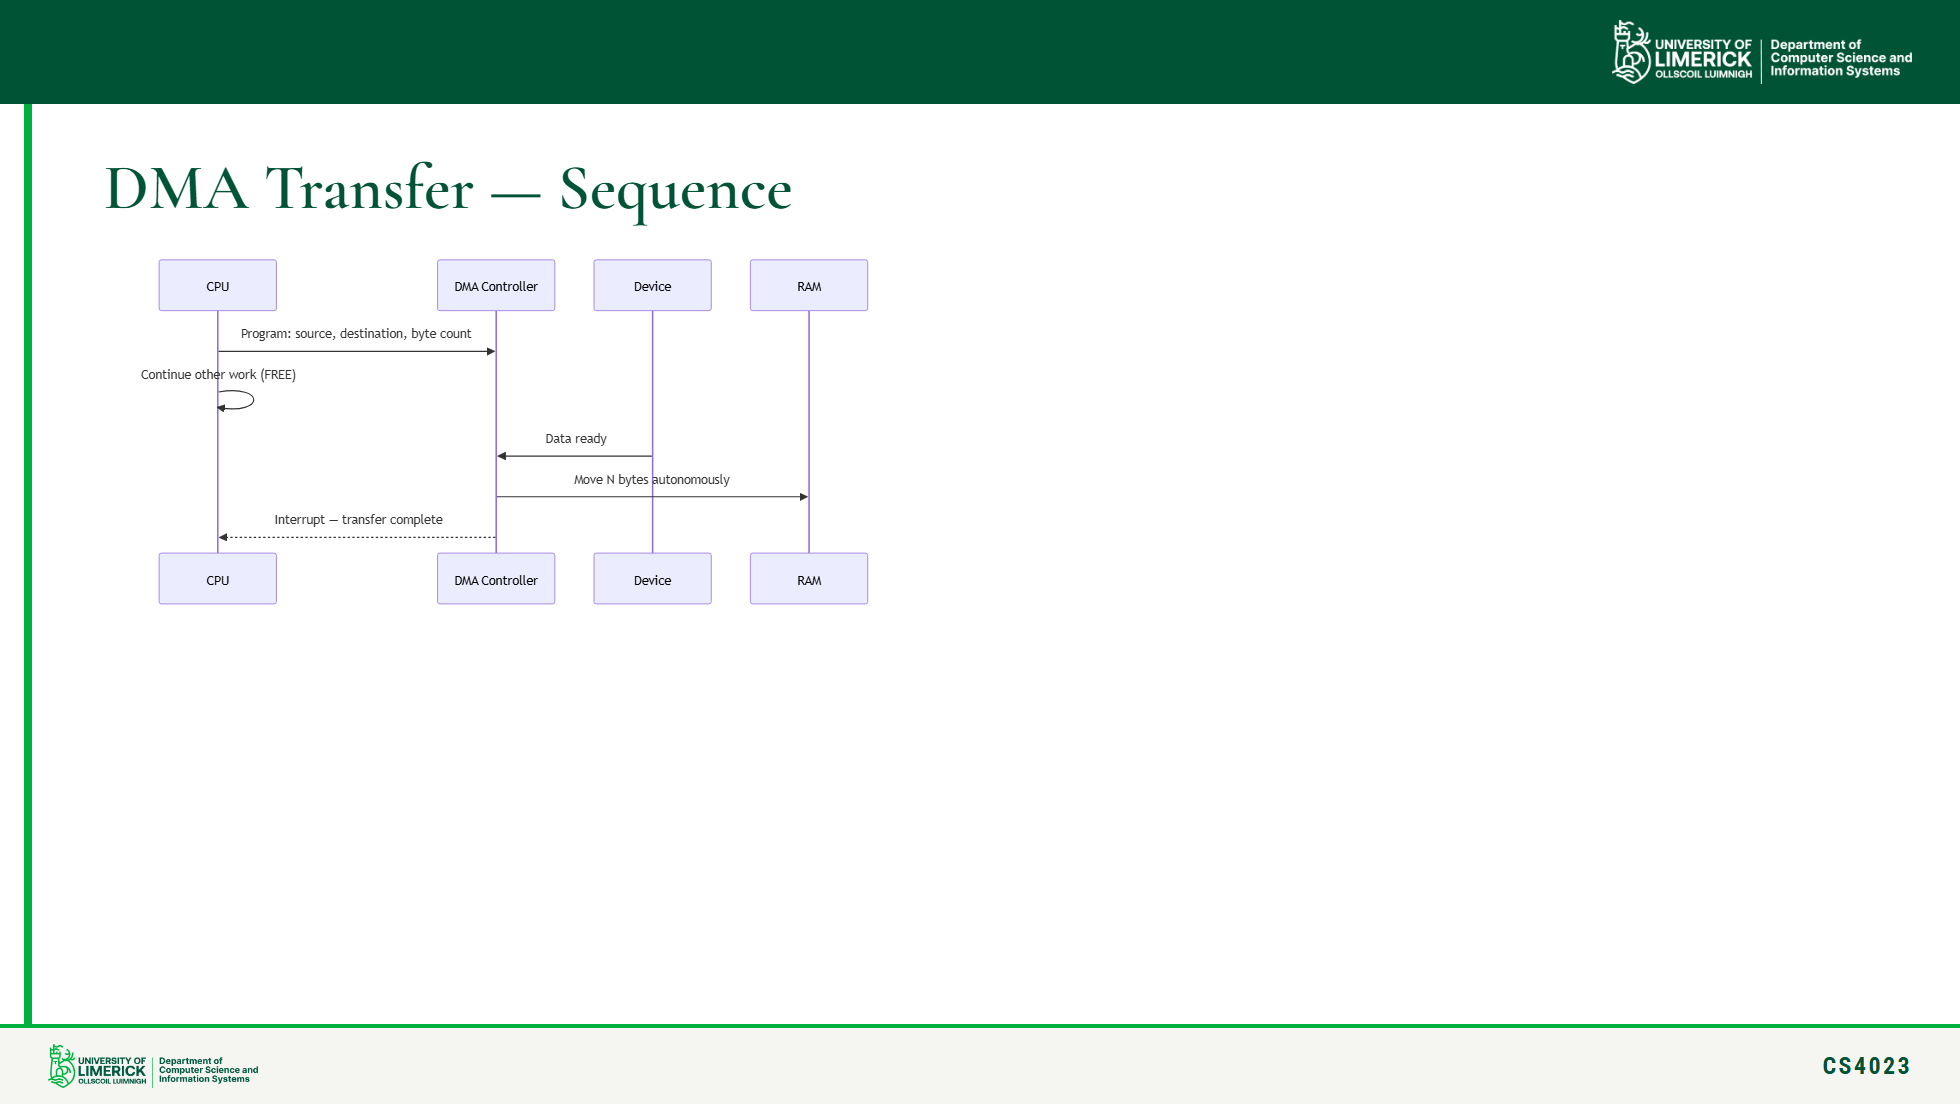 UNIVERSITY OF
LIMERICK
OLLSCOIL LUIMNIGH
Department of
Computer Science and
Information Systems
DMA Transfer — Sequence
CPU
DMA Controller
Device
RAM
Program: source, destination, byte count
Continue other work (FREE)
Data ready
Move N bytes autonomously
Interrupt — transfer complete
CPU
DMA Controller
Device
RAM
UNIVERSITY OF
LIMERICK
OLLSCOIL LUIMNIGH
Department of
Computer Science and
Information Systems
CS4023